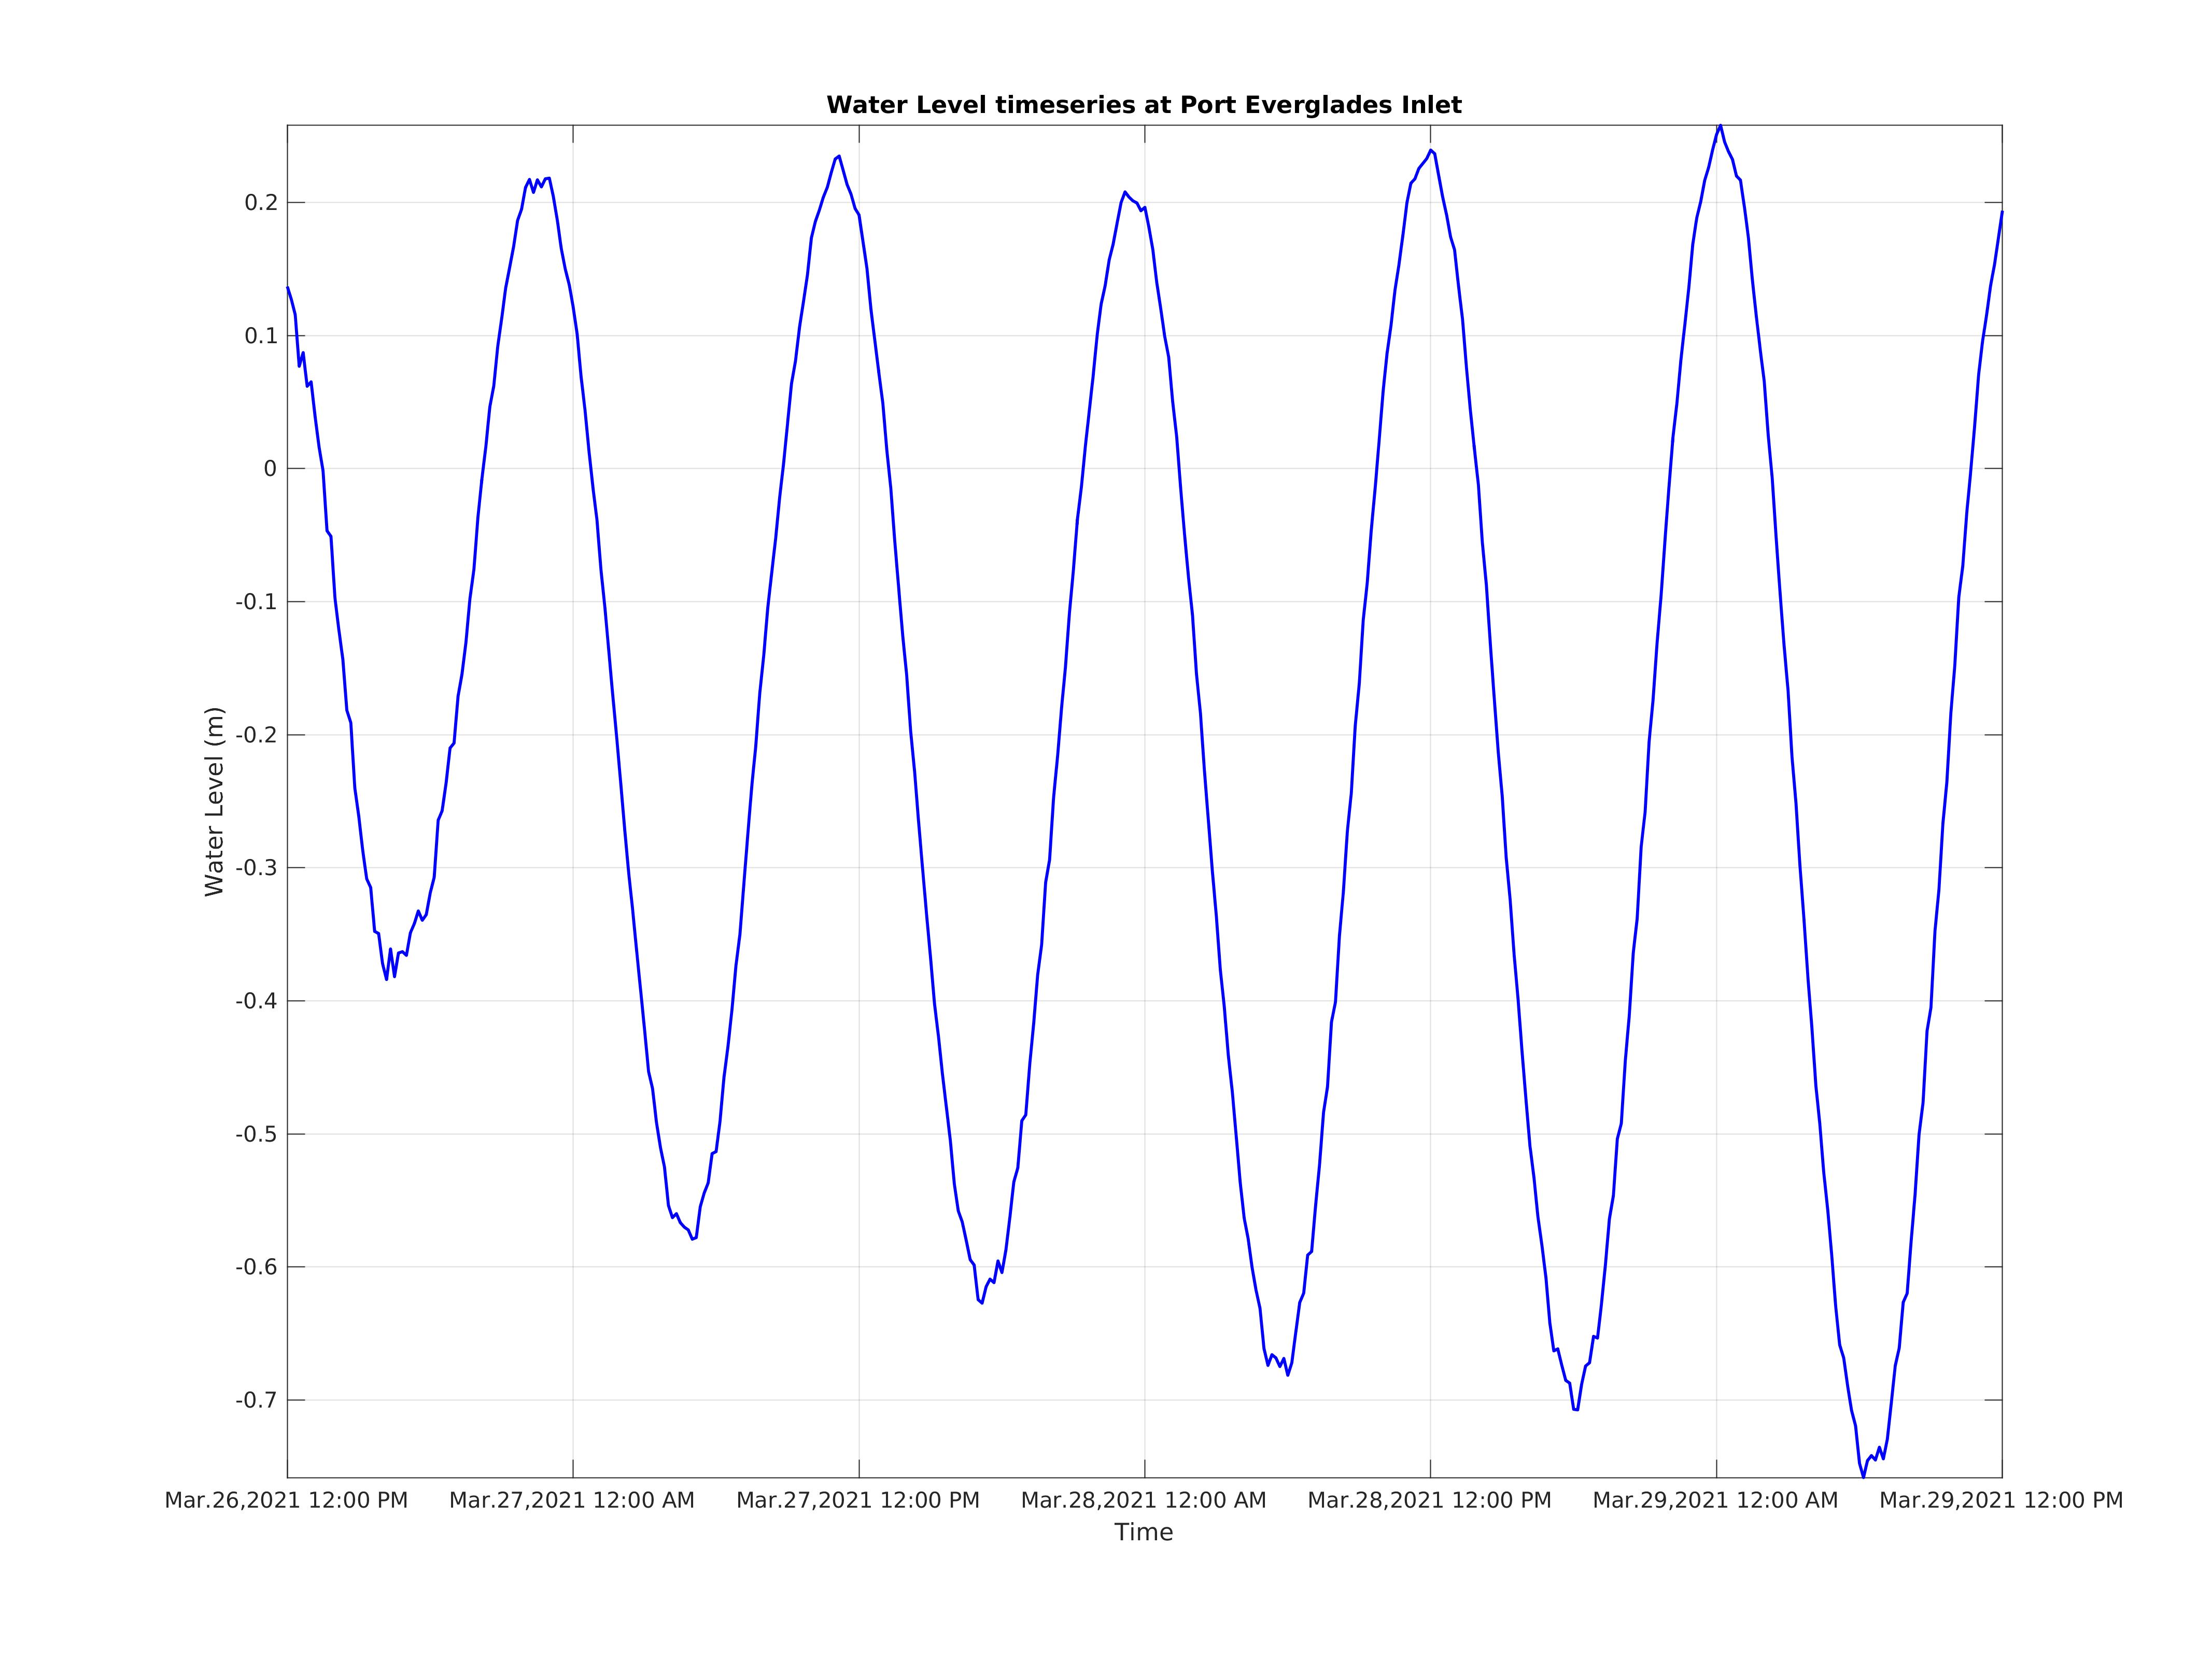 Water Level timeseries at Port Everglades Inlet
0.2
0.1
0
-0.1
-0.2
-0.3
-0.4
-0.5
-0.6
-0.7
Water Level (m)
Mar.26,2021 12:00 PM
Mar.27,2021 12:00 AM
Mar.27,2021 12:00 PM
Mar.28,2021 12:00 AM
Mar.28,2021 12:00 PM
Mar.29,2021 12:00 AM
Mar.29,2021 12:00 PM
Time